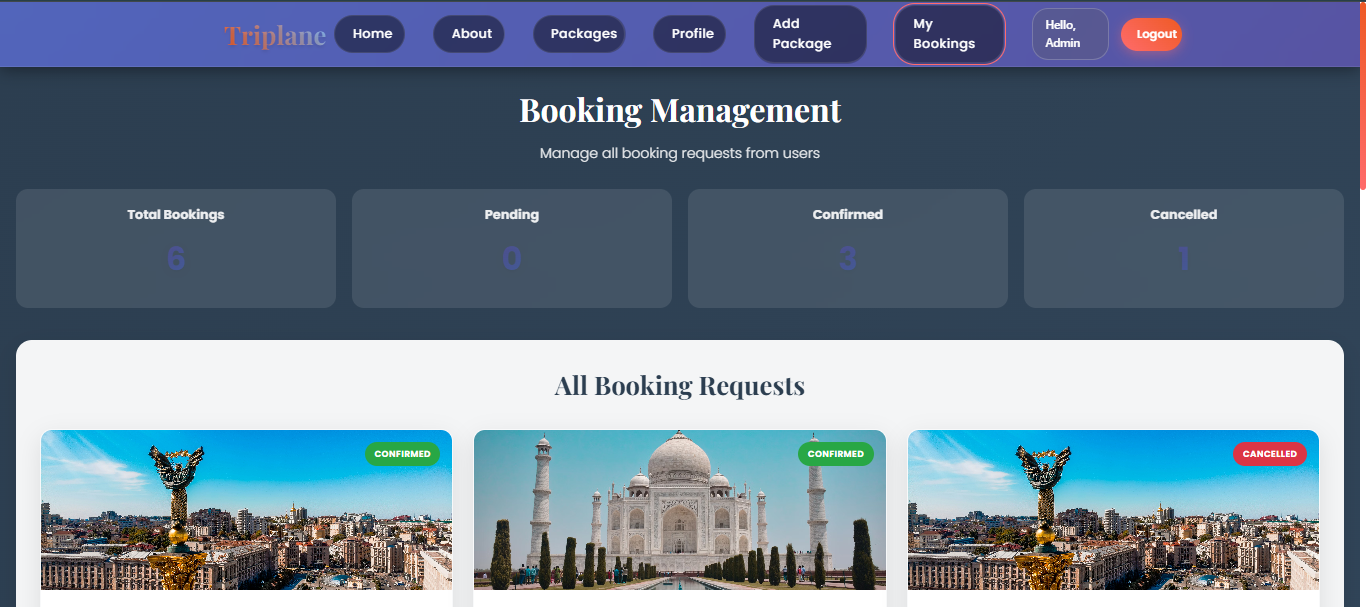 Triplane
Home
About
Packages
Profile
Add
Package
My
Bookings
Hello,
Admin
Logout
Booking Management
Manage all booking requests from users
Total Bookings
6
Pending
0
Confirmed
3
Cancelled
1
All Booking Requests
CONFIRMED
CONFIRMED
CANCELLED